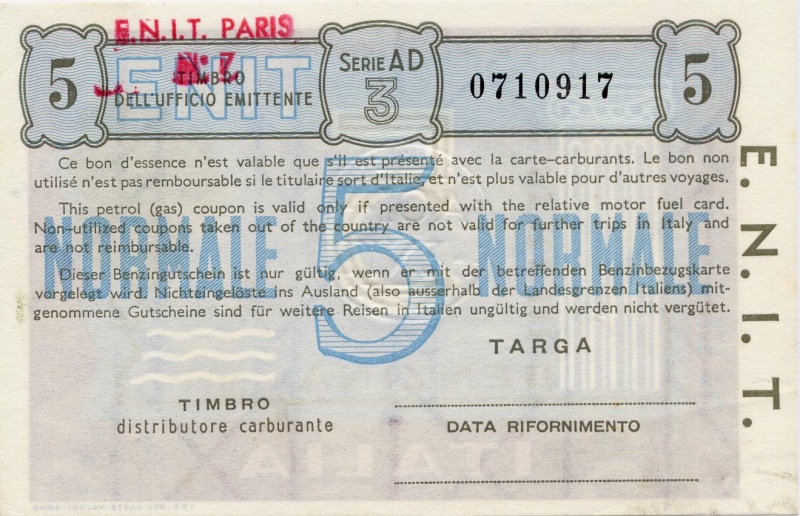 E.N.I.T. PARIS
N: 7
5
ENIT
TIMBRO
DELL'UFFICIO EMITTENTE
SERIE AD
3
0710917
5
Ce bon d'essence n'est valable que s'il est présenté avec la carte-carburants. Le bon non
utilisé n'est pas remboursable si le titulaire sort d'Italie, et n'est plus valable pour d'autres voyages.
This petrol (gas) coupon is valid only if presented with the relative motor fuel card.
Non-utilized coupons taken out of the country are not valid for further trips in Italy and
are not reimbursable.
NORMALE 5 NORMALE
Dieser Benzingutschein ist nur gültig, wenn er mit der betreffenden Benzinbezugskarte
vorgelegt wird. Nichteingelöste ins Ausland (also ausserhalb der Landesgrenzen Italiens) mit-
genommene Gutscheine sind für weitere Reisen in Italien ungültig und werden nicht vergütet.
E. N. I. T.
TARGA
TIMBRO
distributore carburante
DATA RIFORNIMENTO
ITALIA